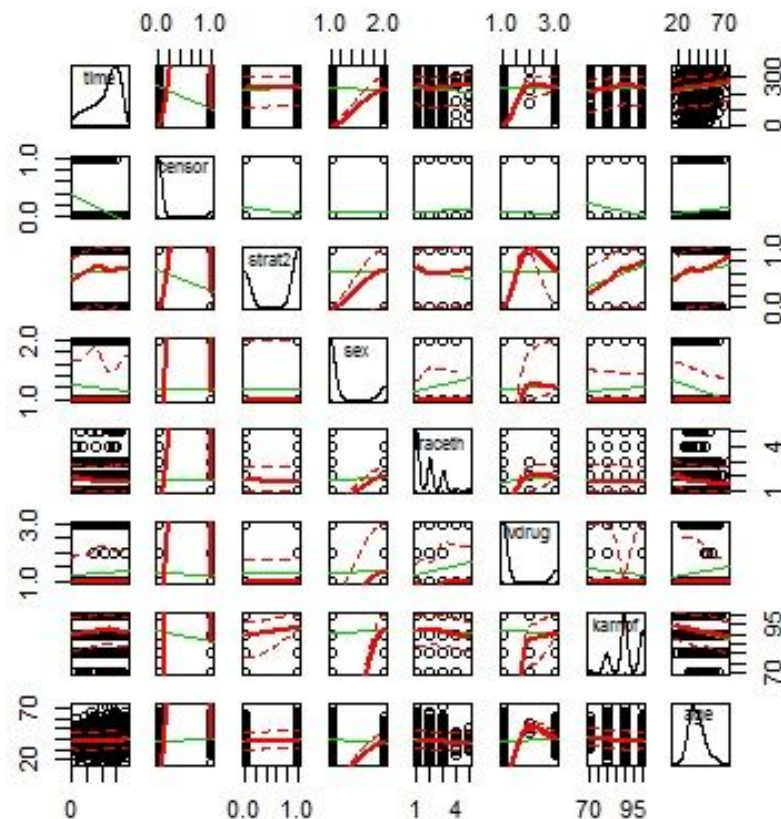 0.0 1.0 1.0 2.0 1.0 3.0 20 70
time 0 300
0.0 1.0 censor
strat2 0.0 1.0
1.0 2.0 sex
raceth 1 4
1.0 3.0 ivdrug
karnof 70 95
20 70 age
0 0.0 1.0 1 4 70 95